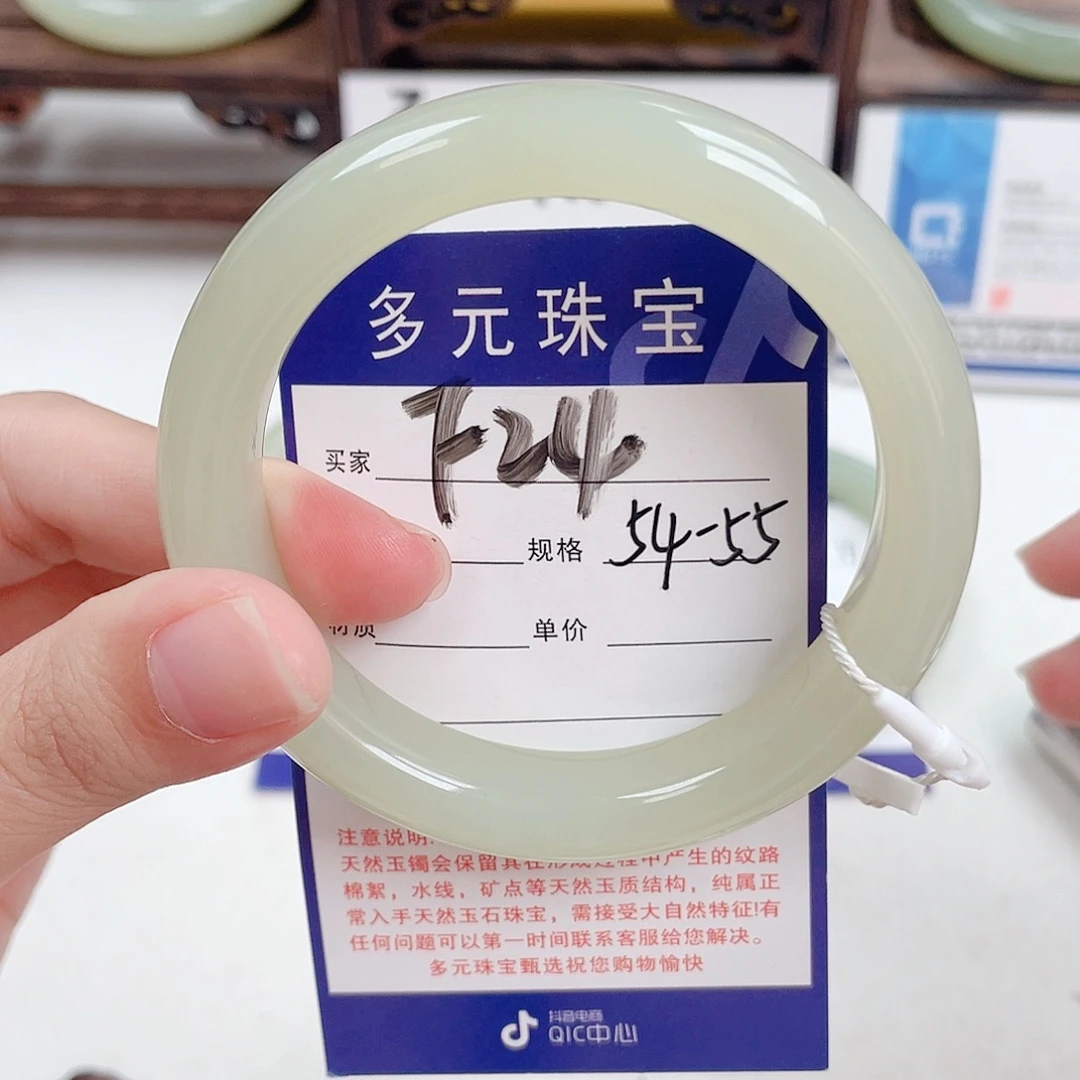 多元珠宝
买家 724
规格 54-55
材质 单价
注意说明:
天然玉镯会保留其在形成过程中产生的纹路
棉絮，水线，矿点等天然玉质结构，纯属正
常入手天然玉石珠宝，需接受大自然特征!有
任何问题可以第一时间联系客服给您解决。
多元珠宝甄选祝您购物愉快
抖音电商
QIC中心